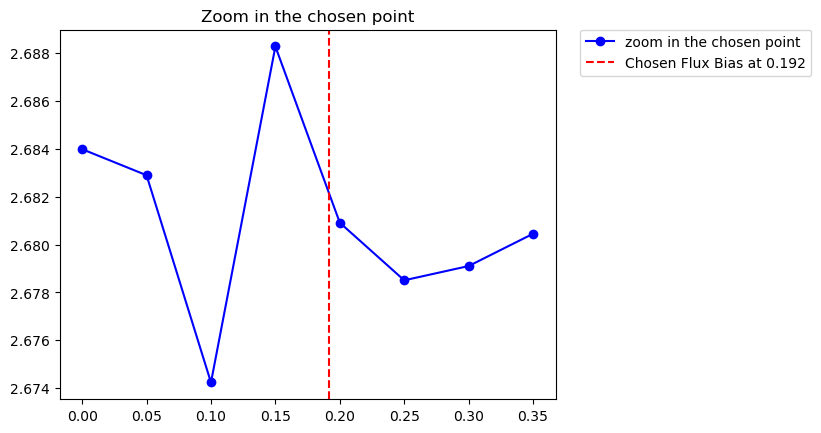 Zoom in the chosen point
zoom in the chosen point
Chosen Flux Bias at 0.192
2.688
2.686
2.684
2.682
2.680
2.678
2.676
2.674
0.00 0.05 0.10 0.15 0.20 0.25 0.30 0.35